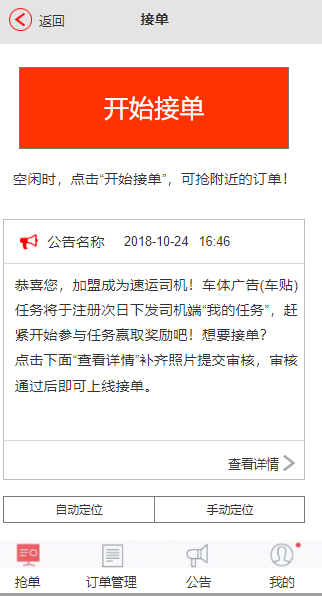 返回
接单
开始接单
空闲时，点击“开始接单”，可抢附近的订单！
公告名称 2018-10-24 16:46
恭喜您，加盟成为速运司机！车体广告(车贴)
任务将于注册次日下发司机端“我的任务”，赶
紧开始参与任务赢取奖励吧！想要接单？
点击下面“查看详情”补齐照片提交审核，审核
通过后即可上线接单。
查看详情
自动定位 手动定位
抢单 订单管理 公告 我的